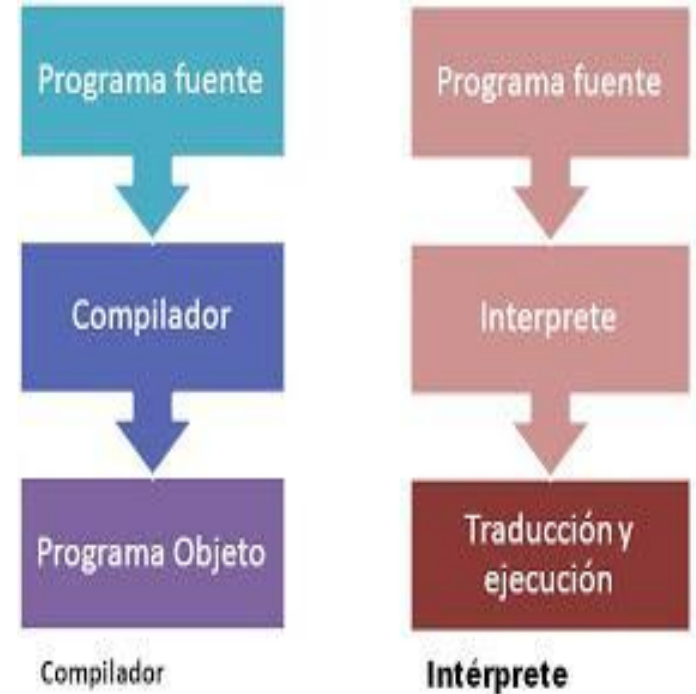 Programa fuente
Compilador
Programa Objeto
Compilador
Programa fuente
Interprete
Traducción y
ejecución
Intérprete